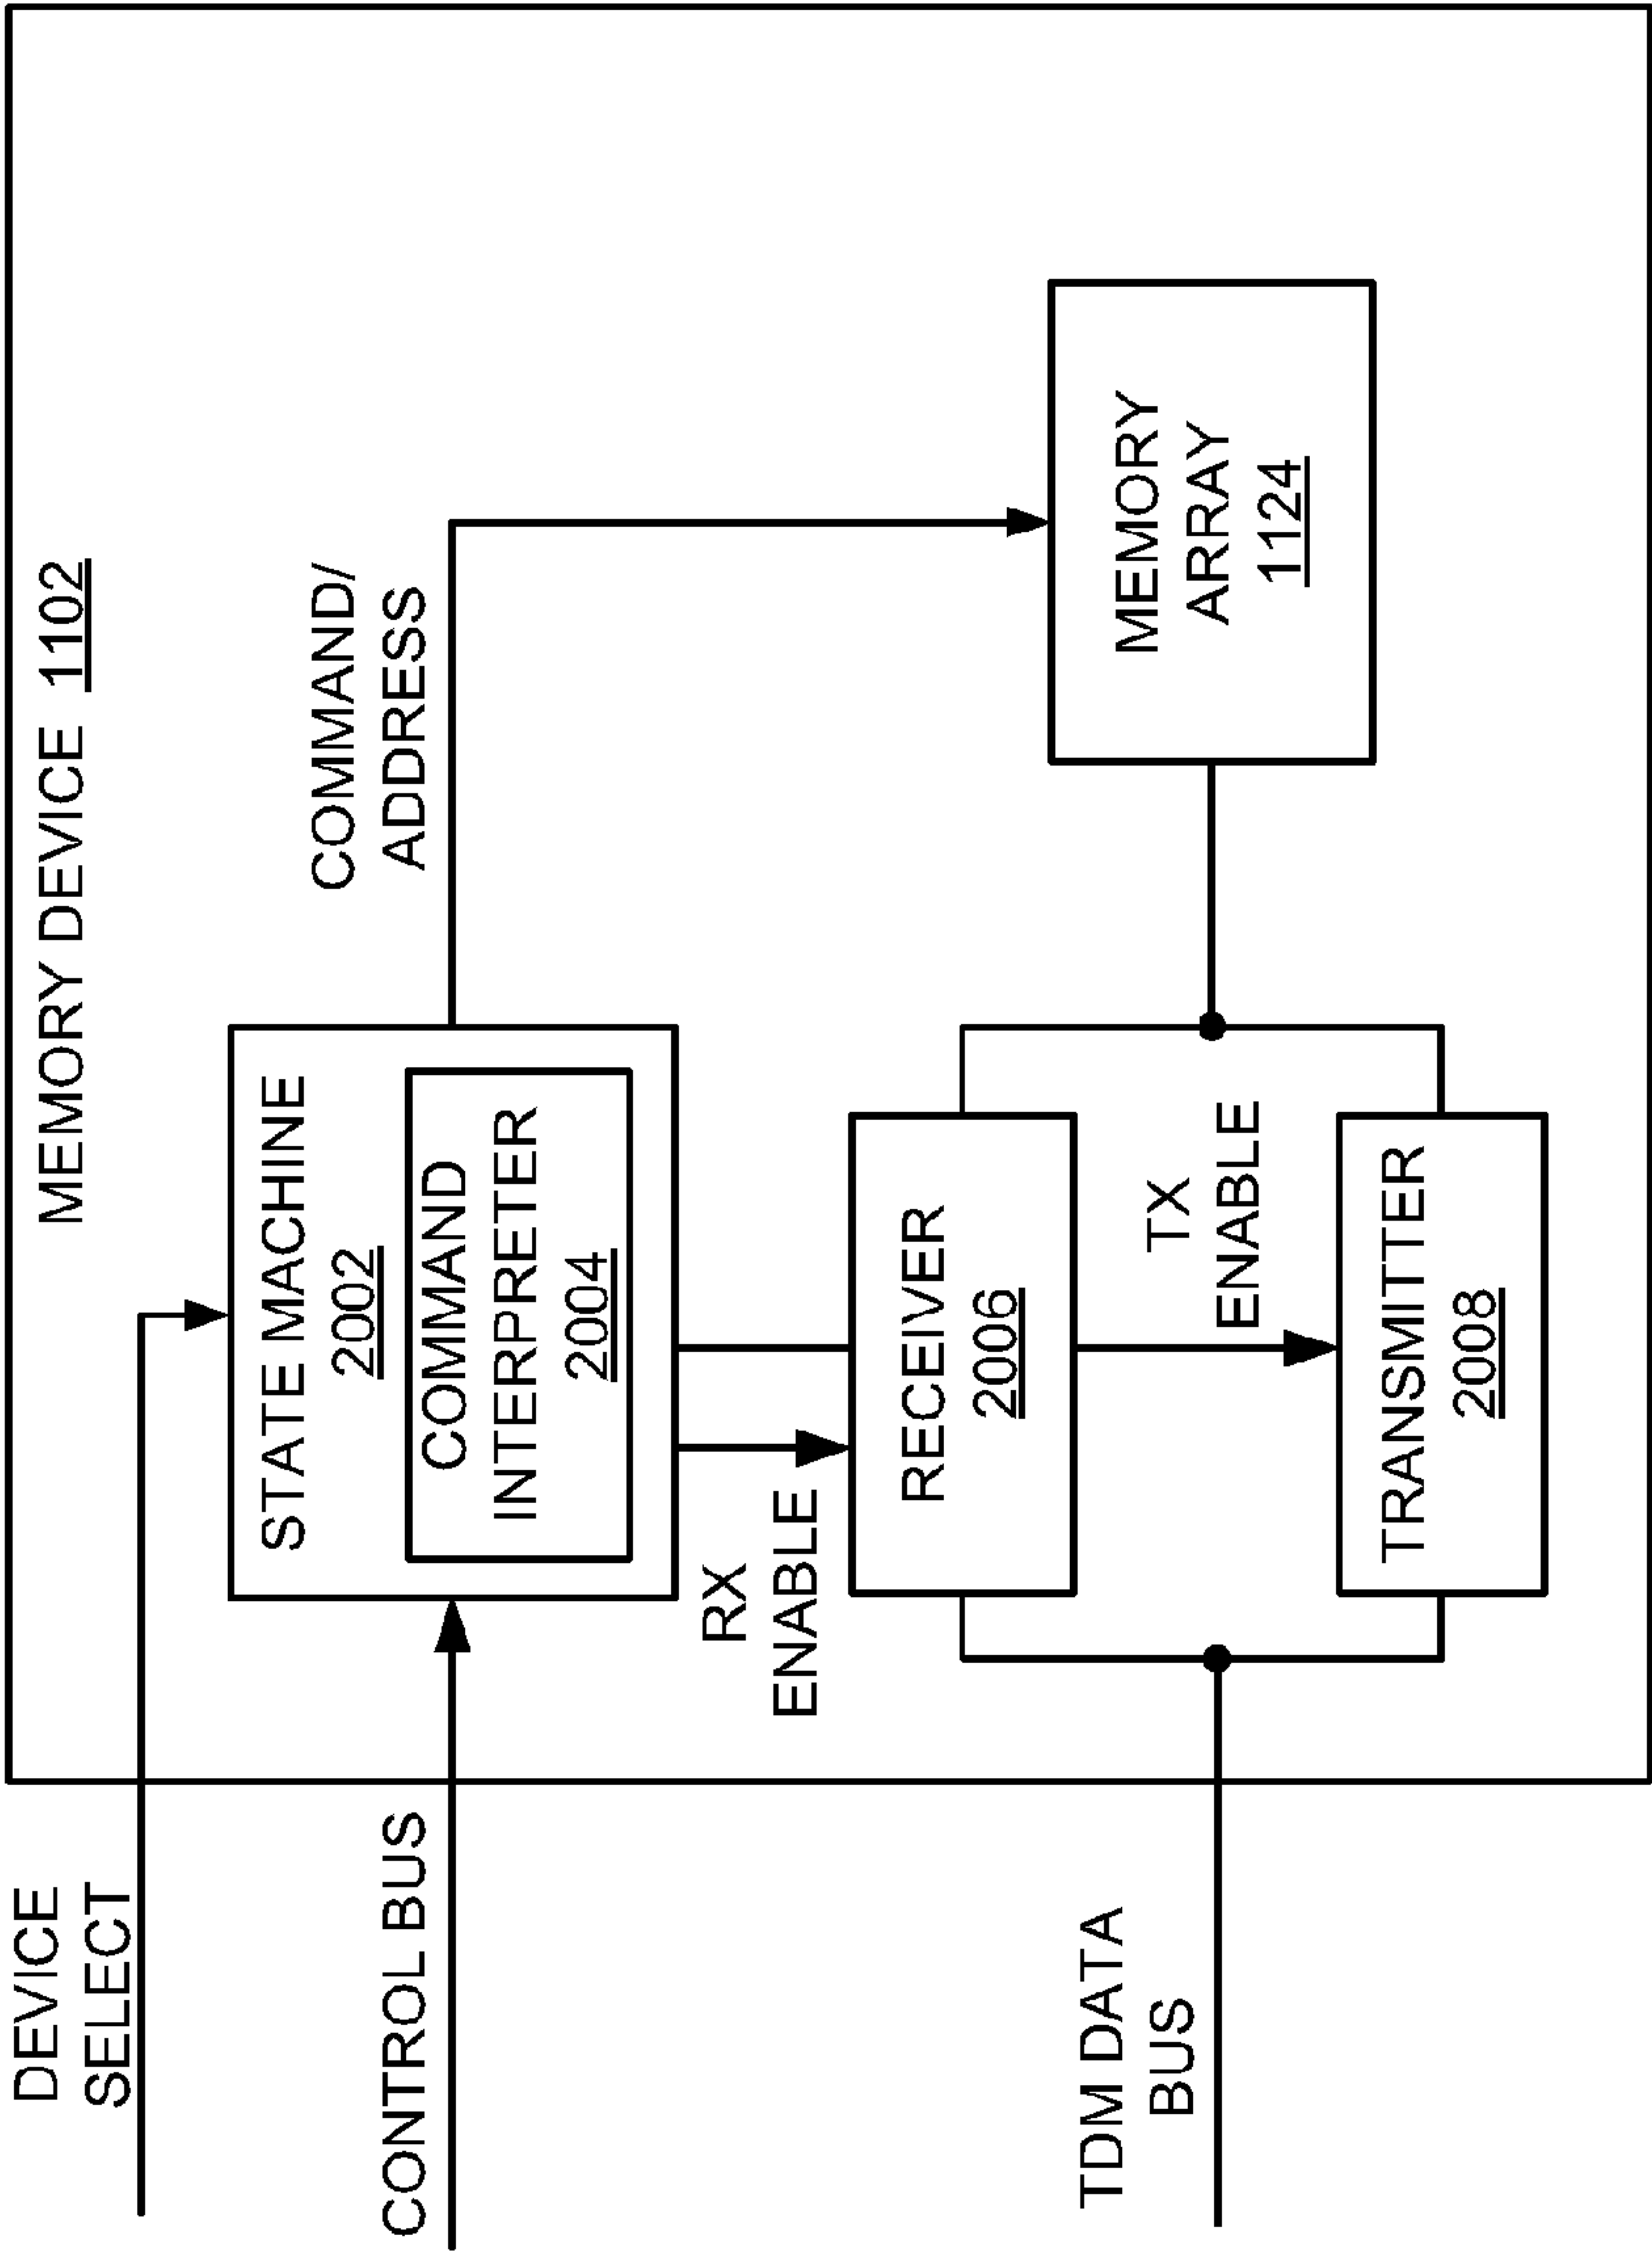 MEMORY DEVICE 1102
DEVICE
SELECT
STATE MACHINE
2002
COMMAND
INTERPRETER
2004
COMMAND/
ADDRESS
CONTROL BUS
RX
ENABLE
RECEIVER
2006
TX
ENABLE
TRANSMITTER
2008
TDM DATA
BUS
MEMORY
ARRAY
1124